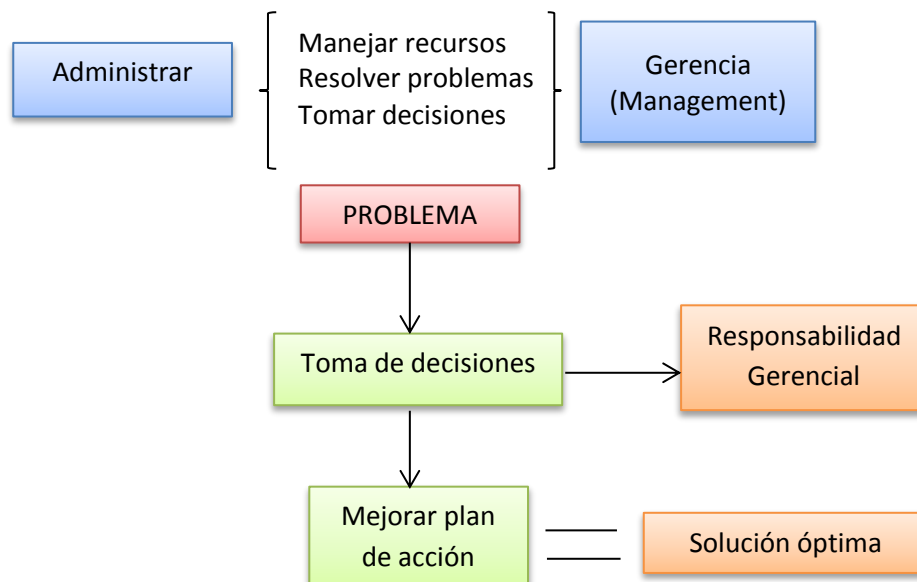 Administrar
Manejar recursos
Resolver problemas
Tomar decisiones
Gerencia
(Management)
PROBLEMA
Toma de decisiones
Responsabilidad
Gerencial
Mejorar plan
de acción
Solución óptima